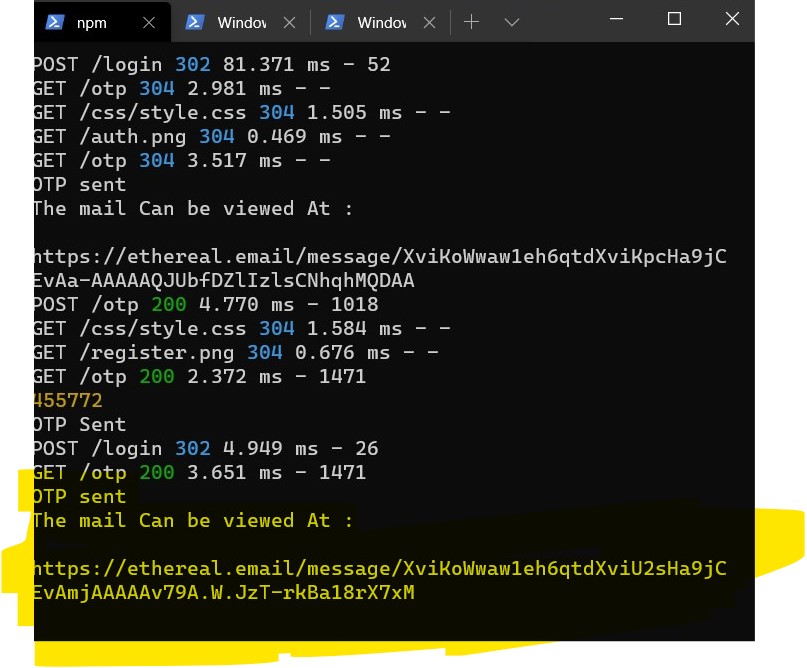 npm
Window
Window
POST /login 302 81.371 ms - 52
GET /otp 304 2.981 ms - -
GET /css/style.css 304 1.505 ms - -
GET /auth.png 304 0.469 ms - -
GET /otp 304 3.517 ms - -
OTP sent
The mail Can be viewed At :
https://ethereal.email/message/XviKoWwaw1eh6qtdXviKpcHa9jC
EvAa-AAAAAQJUbfDZlIzlsCNhqhMQDAA
POST /otp 200 4.770 ms - 1018
GET /css/style.css 304 1.584 ms - -
GET /register.png 304 0.676 ms - -
GET /otp 200 2.372 ms - 1471
455772
OTP Sent
POST /login 302 4.949 ms - 26
GET /otp 200 3.651 ms - 1471
OTP sent
The mail Can be viewed At :
https://ethereal.email/message/XviKoWwaw1eh6qtdXviU2sHa9jC
EvAmjAAAAAv79A.W.JzT-rkBa18rX7xM